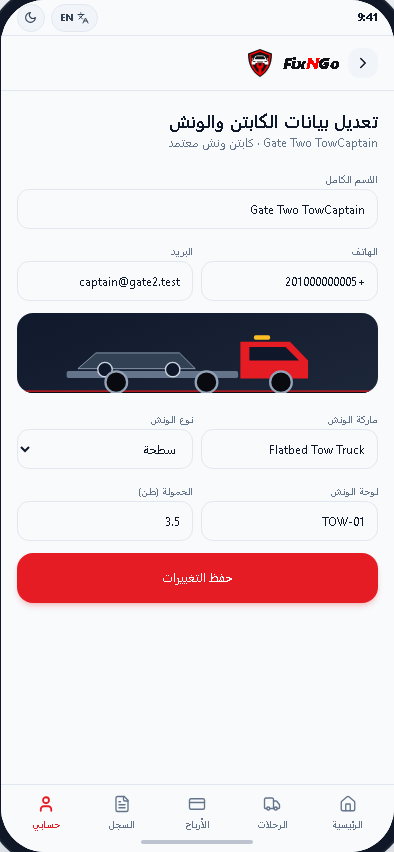 9:41
EN
FixNGo
تعديل بيانات الكابتن والونش
Gate Two TowCaptain · كابتن ونش معتمد
الاسم الكامل
Gate Two TowCaptain
الهاتف
البريد
201000000005+
captain@gate2.test
ماركة الونش
نوع الونش
Flatbed Tow Truck
سطحة
لوحة الونش
الحمولة (طن)
TOW-01
3.5
حفظ التغييرات
الرئيسية
الرحلات
الأرباح
السجل
حسابي